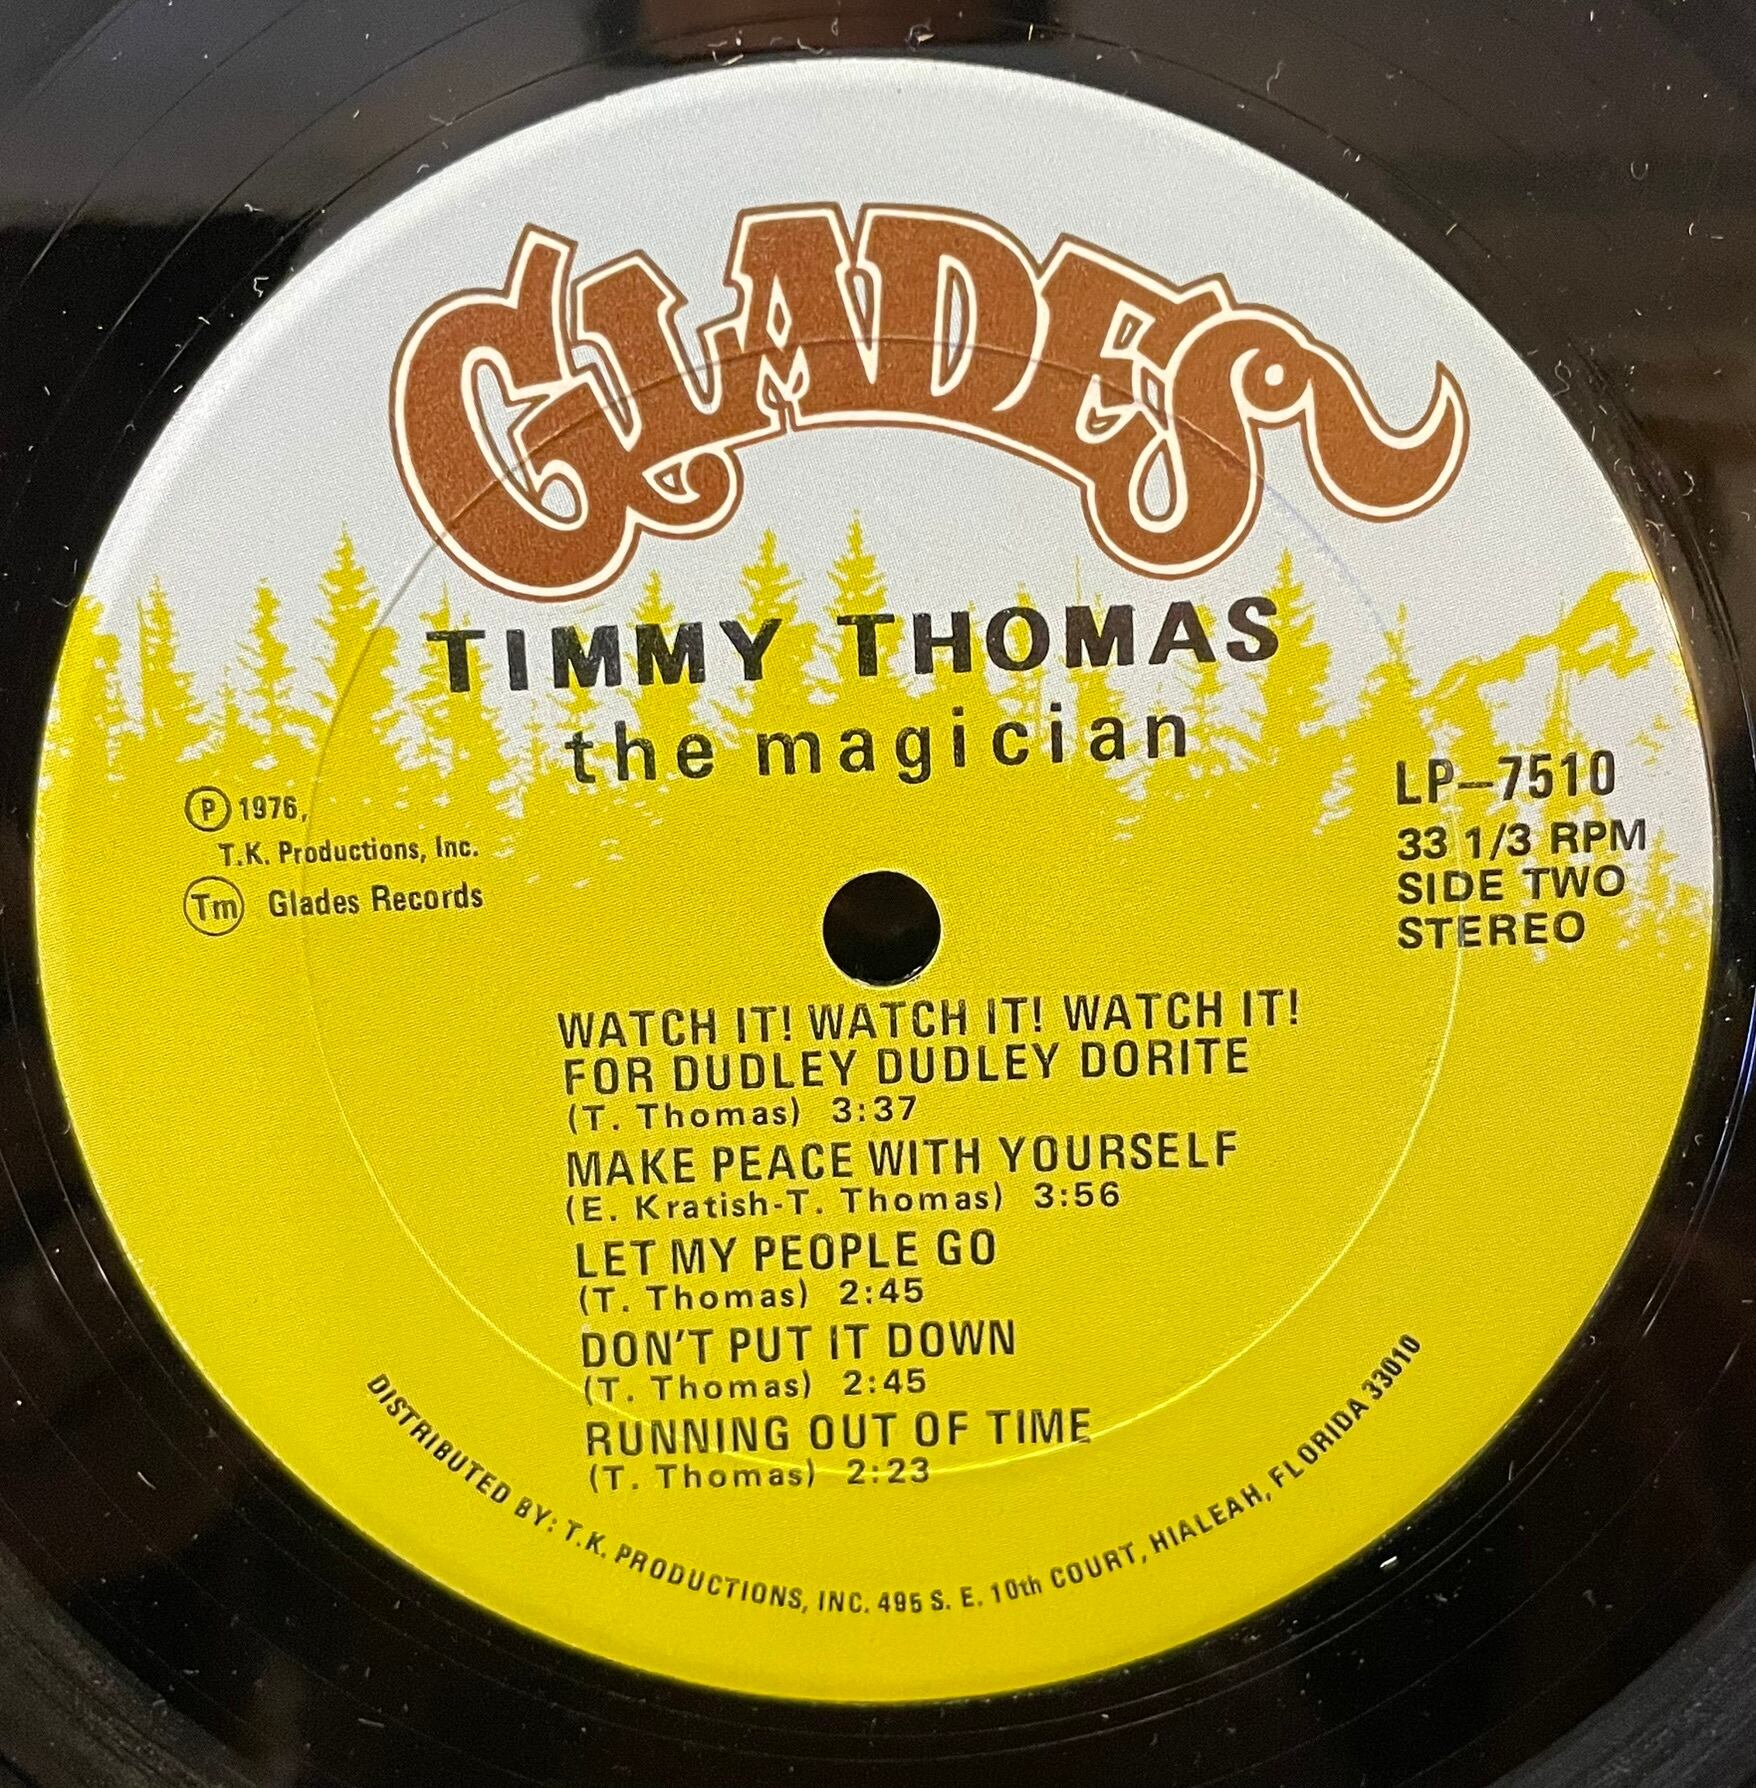 GLADES
TIMMY THOMAS
the magician
Ⓟ 1976,
T.K. Productions, Inc.
Tm Glades Records
LP-7510
33 1/3 RPM
SIDE TWO
STEREO
WATCH IT! WATCH IT! WATCH IT!
FOR DUDLEY DUDLEY DORITE
(T. Thomas) 3:37
MAKE PEACE WITH YOURSELF
(E. Kratish-T. Thomas) 3:56
LET MY PEOPLE GO
(T. Thomas) 2:45
DON'T PUT IT DOWN
(T. Thomas) 2:45
RUNNING OUT OF TIME
(T. Thomas) 2:23
DISTRIBUTED BY: T.K. PRODUCTIONS, INC. 495 S. E. 10th COURT, HIALEAH, FLORIDA 33010